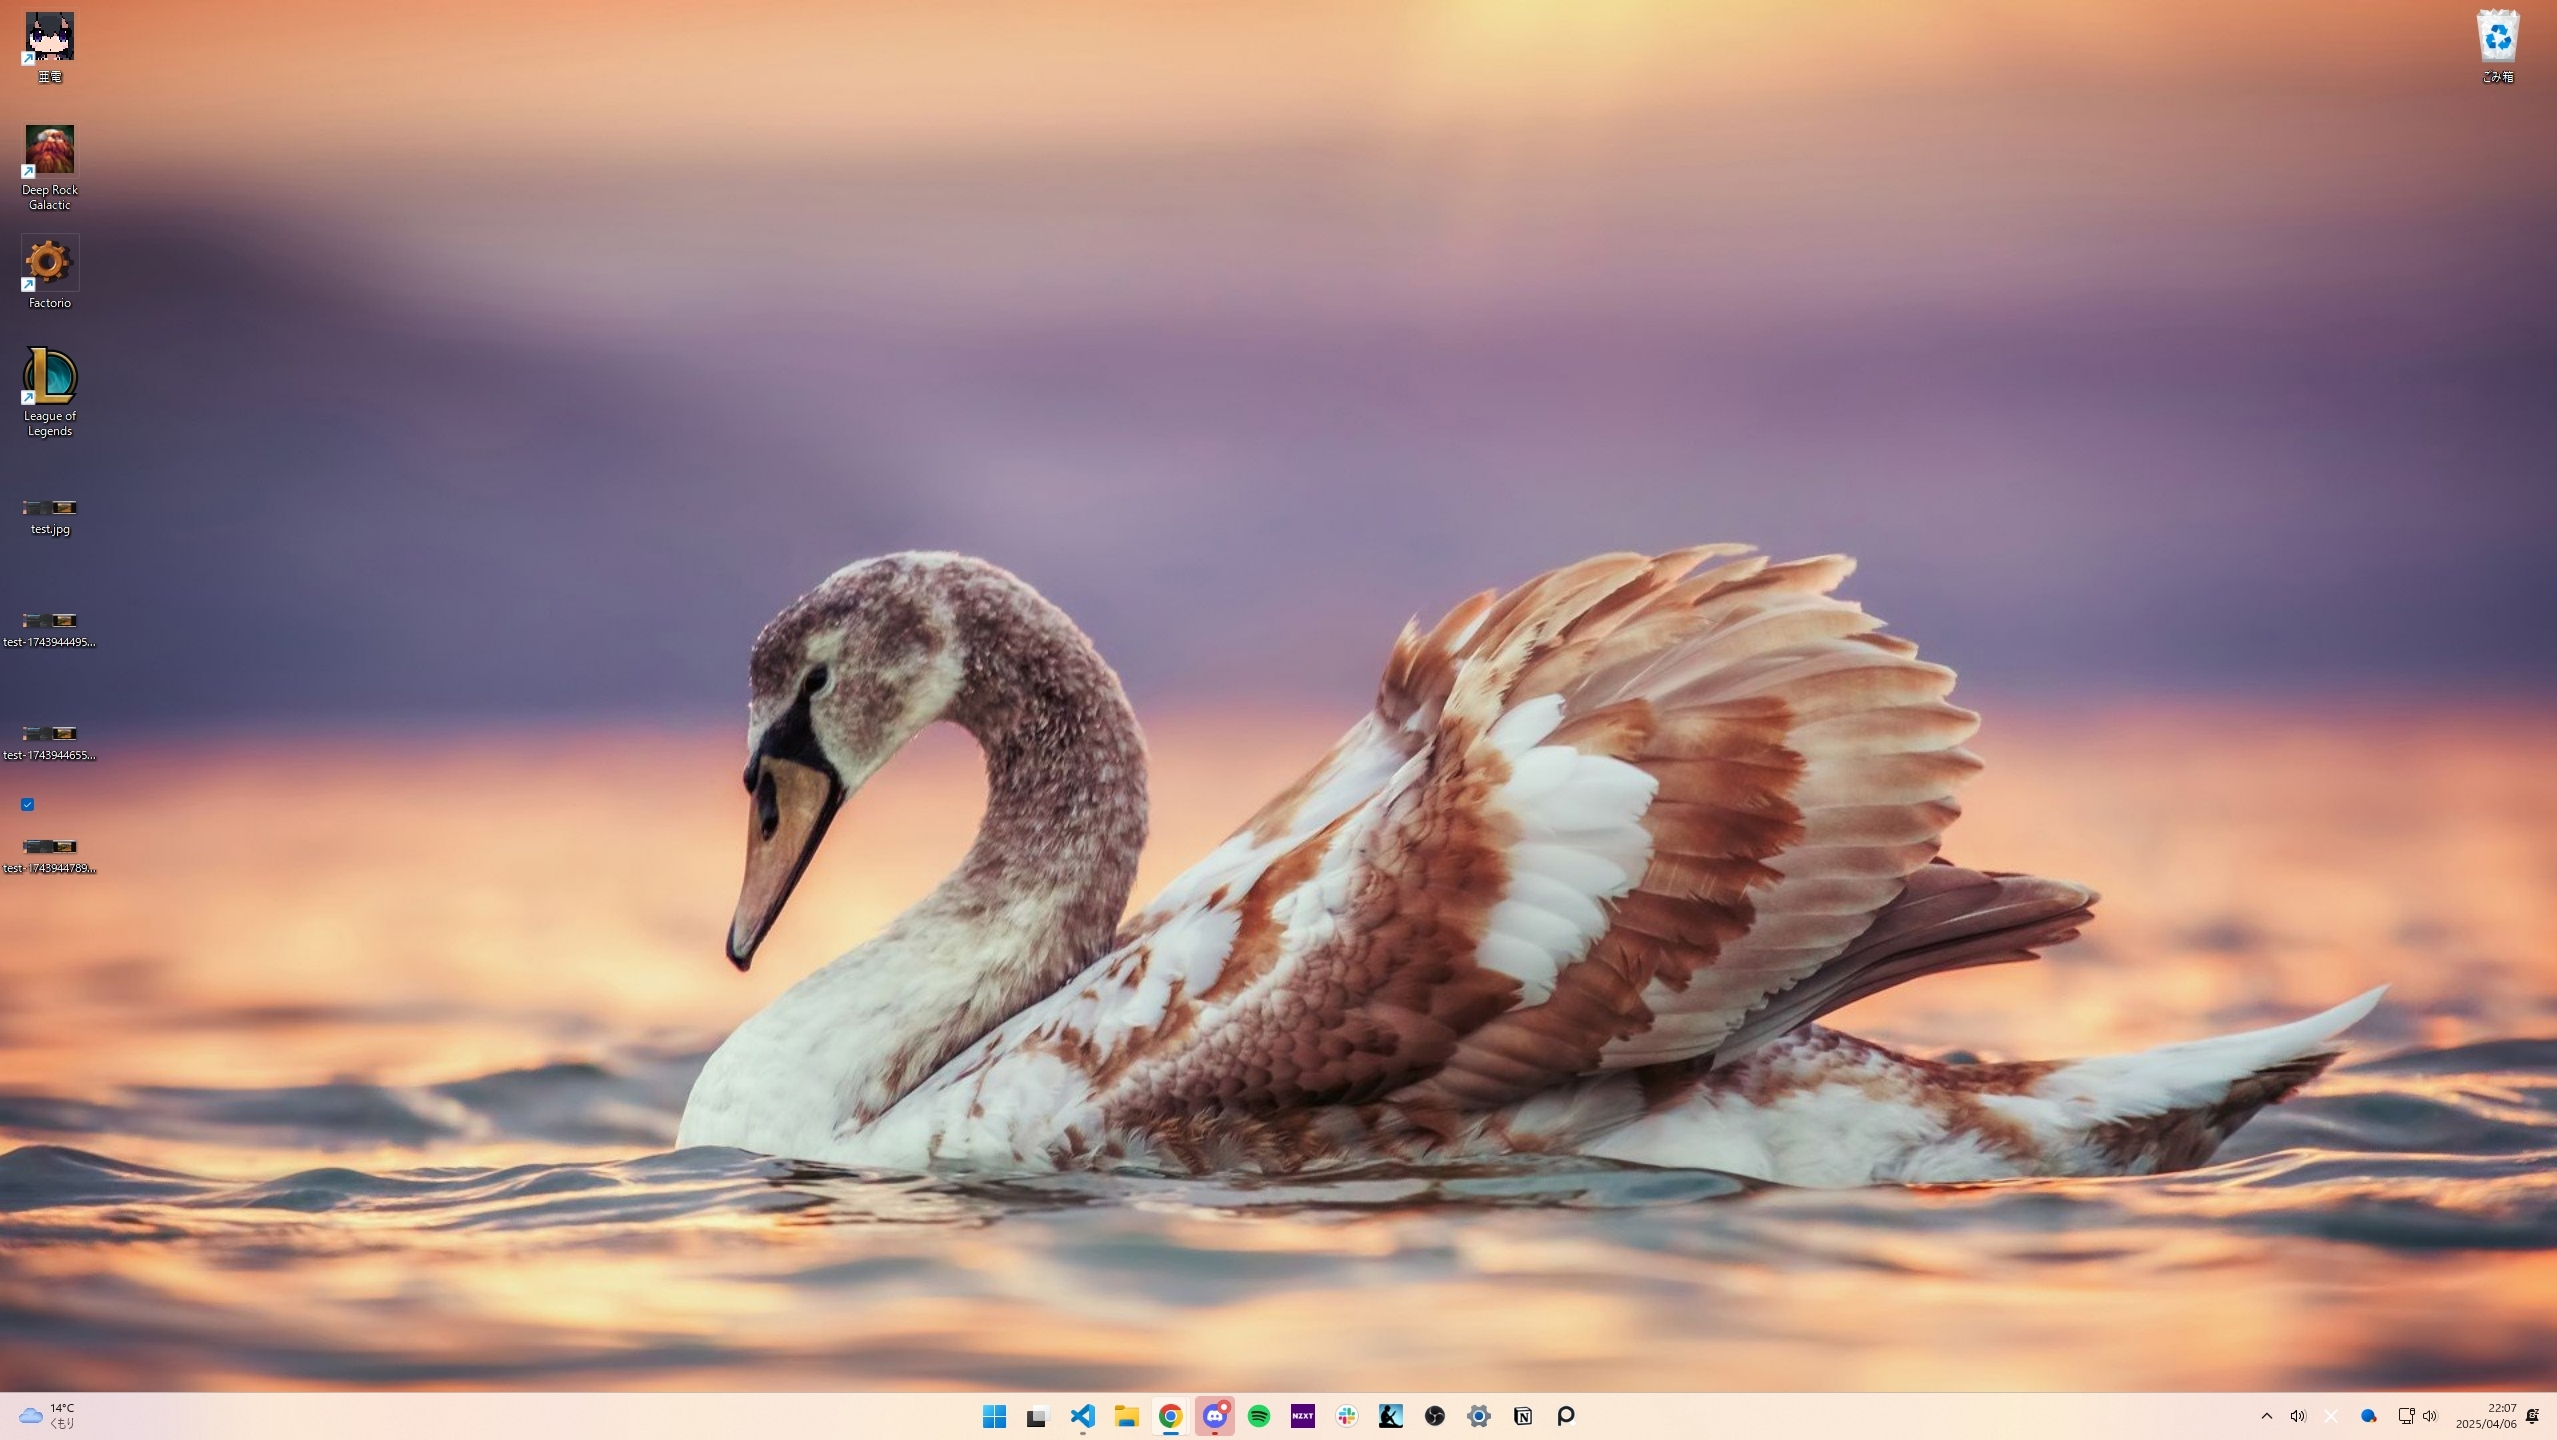 亜電
Deep Rock
Galactic
Factorio
League of
Legends
test.jpg
test-1743944495...
test-1743944655...
test-1743944789...
ごみ箱
14°C
くもり
NZXT
22:07
2025/04/06